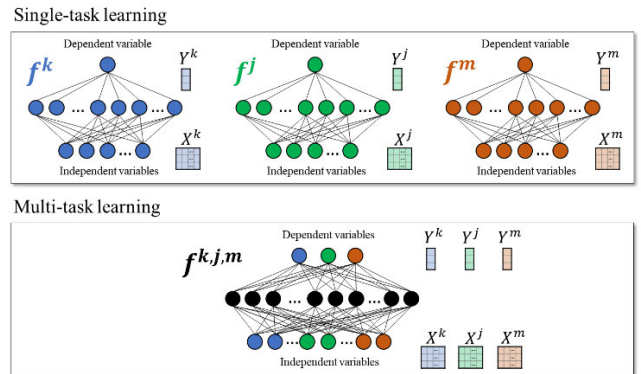 Single-task learning
Dependent variable
f^k
Y^k
...
...
...
X^k
Independent variables
Dependent variable
f^j
Y^j
...
...
...
X^j
Independent variables
Dependent variable
f^m
Y^m
...
...
...
X^m
Independent variables
Multi-task learning
Dependent variables
f^{k,j,m}
Y^k Y^j Y^m
... ...
... ... ...
X^k X^j X^m
Independent variables